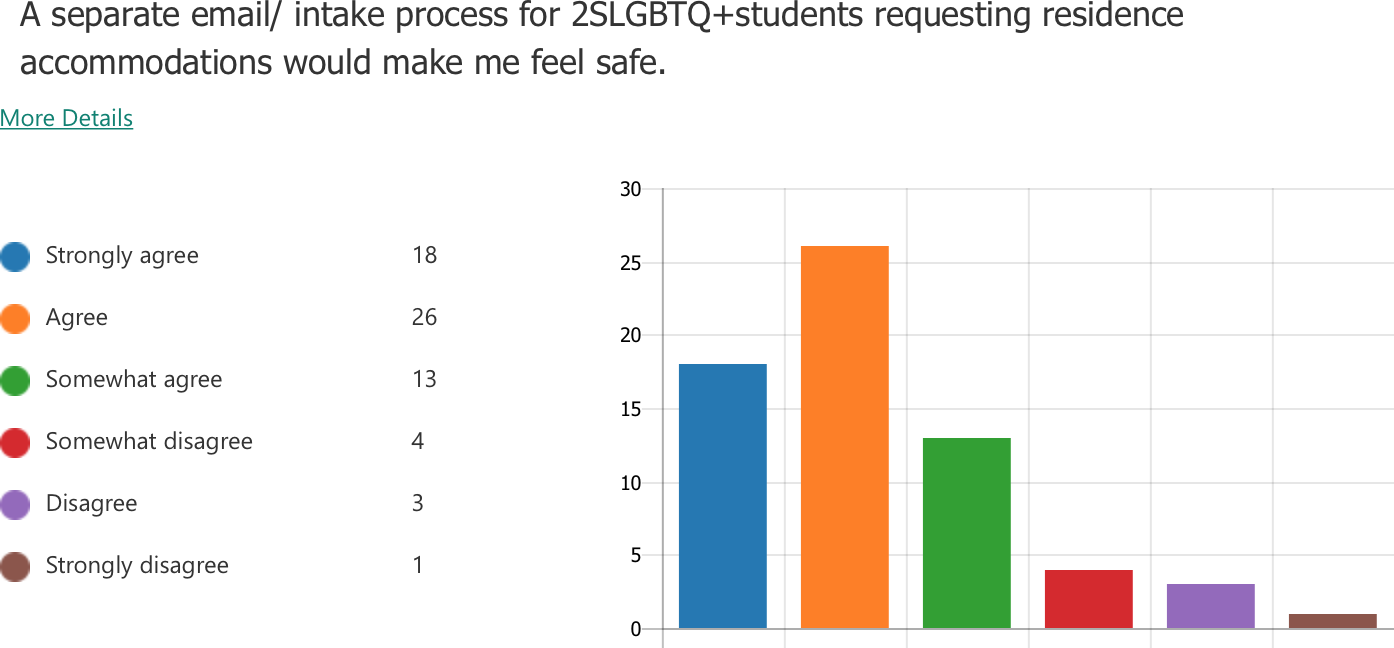 A separate email/ intake process for 2SLGBTQ+students requesting residence
accommodations would make me feel safe.
More Details
Strongly agree 18
Agree 26
Somewhat agree 13
Somewhat disagree 4
Disagree 3
Strongly disagree 1
30
25
20
15
10
5
0